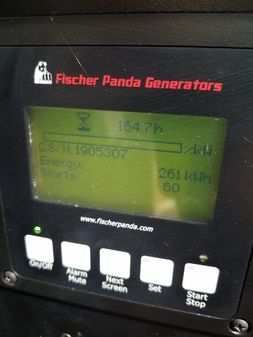 Fischer Panda Generators
164.7h
%kW
C.S/N:1905307
Energy: 261kWh
Starts: 60
www.fischerpanda.com
On/Off
Alarm Mute
Next Screen
Set
Start Stop